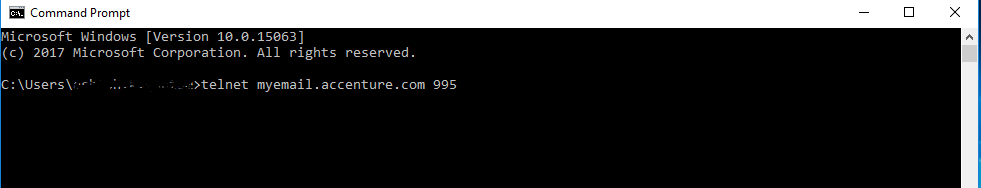 Command Prompt
Microsoft Windows [Version 10.0.15063]
(c) 2017 Microsoft Corporation. All rights reserved.
C:\Users\ >telnet myemail.accenture.com 995